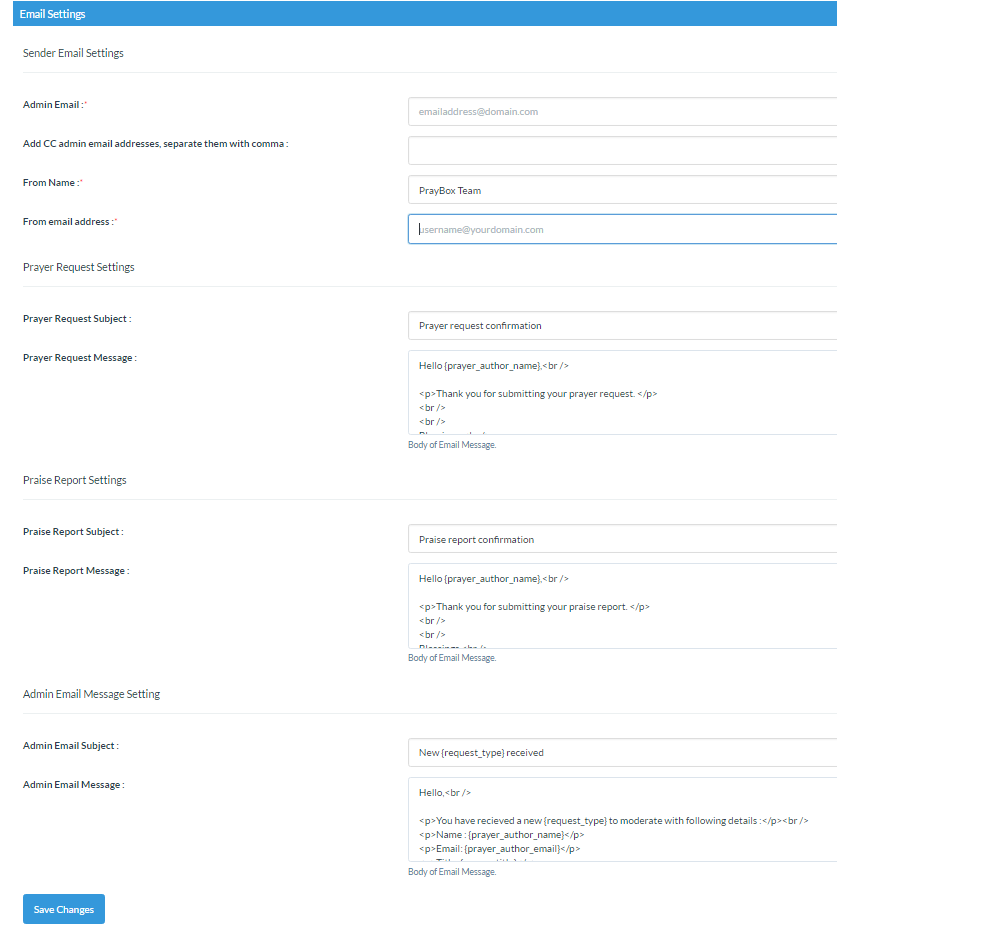 Email Settings
Sender Email Settings
Admin Email :*
emailaddress@domain.com
Add CC admin email addresses, separate them with comma :
From Name :*
PrayBox Team
From email address :*
username@yourdomain.com
Prayer Request Settings
Prayer Request Subject :
Prayer request confirmation
Prayer Request Message :
Hello {prayer_author_name},<br />
<p>Thank you for submitting your prayer request. </p>
<br />
<br />
Body of Email Message.
Praise Report Settings
Praise Report Subject :
Praise report confirmation
Praise Report Message :
Hello {prayer_author_name},<br />
<p>Thank you for submitting your praise report. </p>
<br />
<br />
Blessings,<br />
Body of Email Message.
Admin Email Message Setting
Admin Email Subject :
New {request_type} received
Admin Email Message :
Hello,<br />
<p>You have recieved a new {request_type} to moderate with following details :</p><br />
<p>Name : {prayer_author_name}</p>
<p>Email: {prayer_author_email}</p>
Body of Email Message.
Save Changes